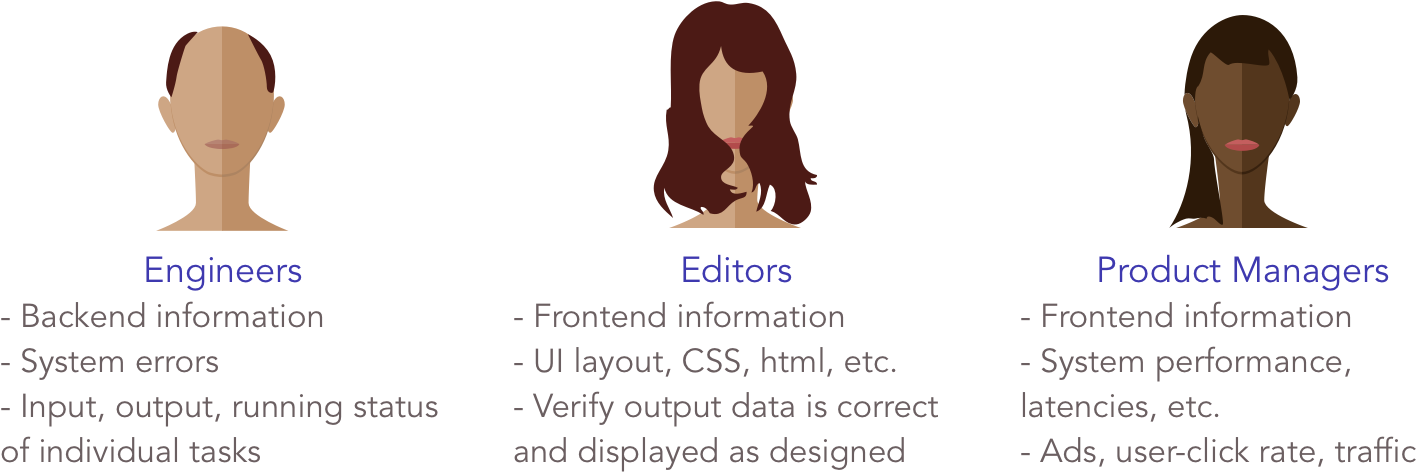 Engineers
- Backend information
- System errors
- Input, output, running status
of individual tasks
Editors
- Frontend information
- UI layout, CSS, html, etc.
- Verify output data is correct
and displayed as designed
Product Managers
- Frontend information
- System performance,
latencies, etc.
- Ads, user-click rate, traffic